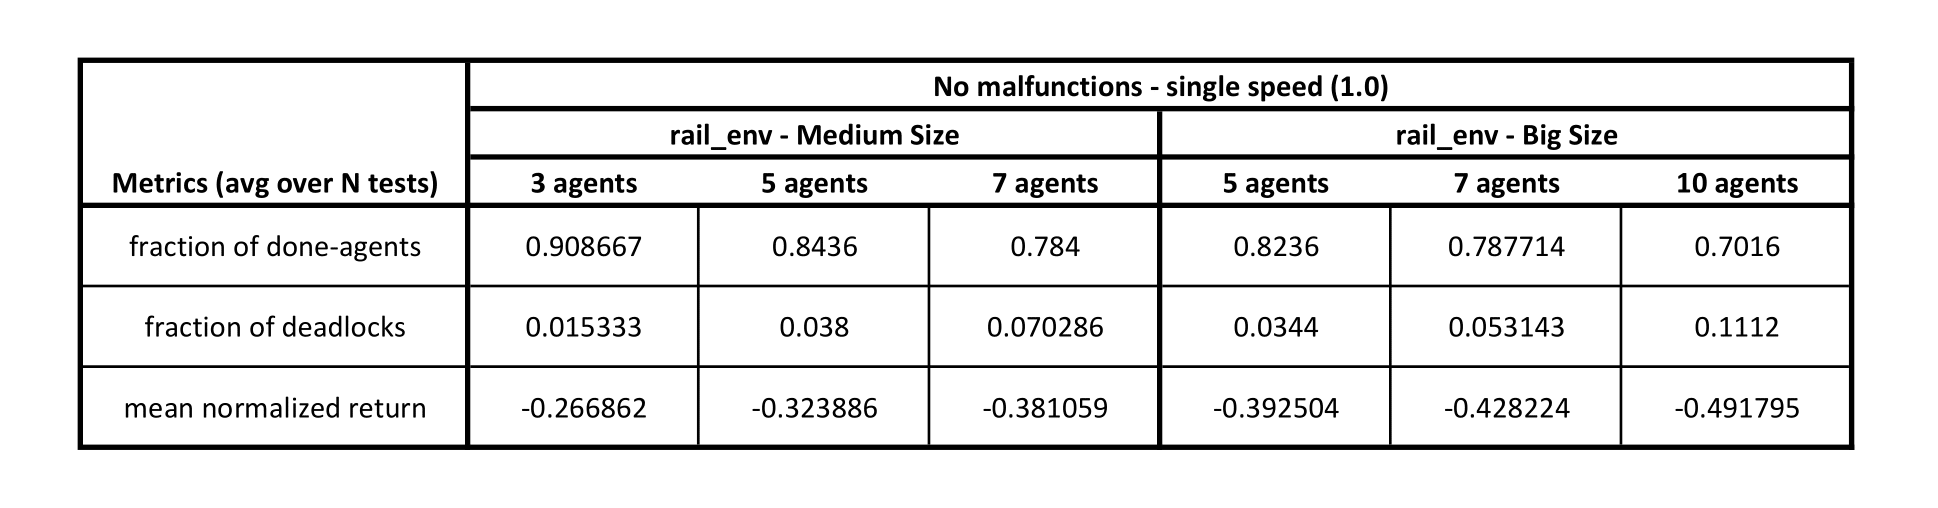 No malfunctions - single speed (1.0)
rail_env - Medium Size rail_env - Big Size
Metrics (avg over N tests) 3 agents 5 agents 7 agents 5 agents 7 agents 10 agents
fraction of done-agents 0.908667 0.8436 0.784 0.8236 0.787714 0.7016
fraction of deadlocks 0.015333 0.038 0.070286 0.0344 0.053143 0.1112
mean normalized return -0.266862 -0.323886 -0.381059 -0.392504 -0.428224 -0.491795